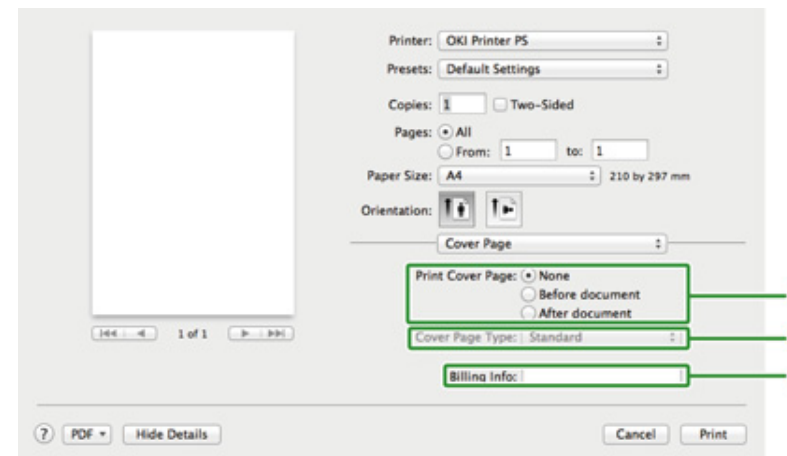 Printer: OKI Printer PS
Presets: Default Settings
Copies: 1 Two-Sided
Pages: All
From: 1 to: 1
Paper Size: A4 210 by 297 mm
Orientation:
Cover Page
Print Cover Page: None
Before document
After document
1 of 1
Cover Page Type: Standard
Billing Info:
? PDF Hide Details Cancel Print